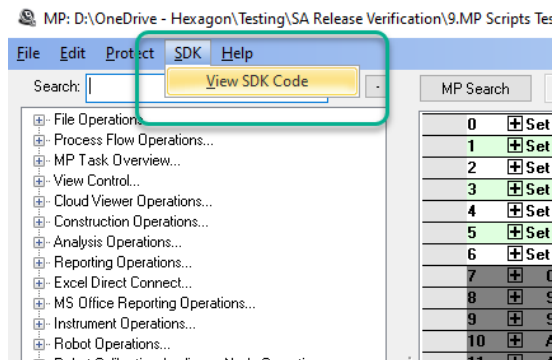 MP: D:\OneDrive - Hexagon\Testing\SA Release Verification\9.MP Scripts Tes
File Edit Protect SDK Help
View SDK Code
Search:
MP Search
File Operations
Process Flow Operations...
MP Task Overview...
View Control...
Cloud Viewer Operations...
Construction Operations...
Analysis Operations...
Reporting Operations...
Excel Direct Connect...
MS Office Reporting Operations...
Instrument Operations...
Robot Operations...
0 Set
1 Set
2 Set
3 Set
4 Set
5 Set
6 Set
7
8
9
10